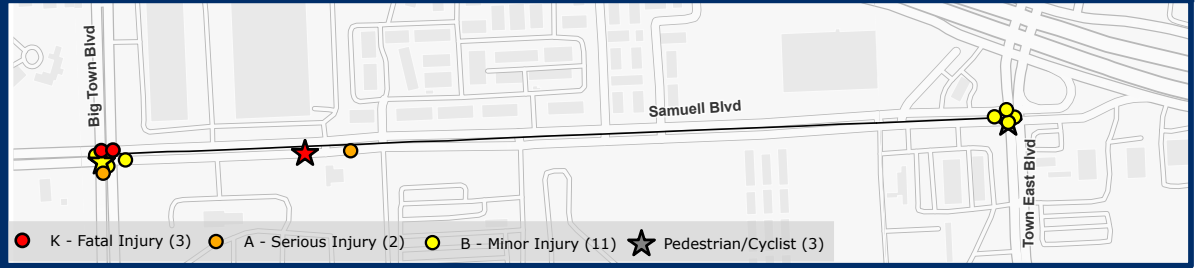 Big Town Blvd
Samuell Blvd
Town East Blvd
K - Fatal Injury (3) A - Serious Injury (2) B - Minor Injury (11) Pedestrian/Cyclist (3)